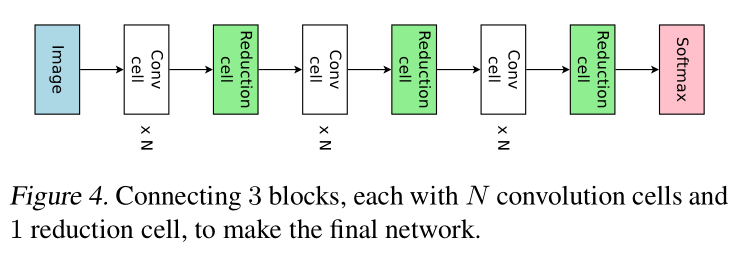 Image
Conv
cell
x N
Reduction
cell
Conv
cell
x N
Reduction
cell
Conv
cell
x N
Reduction
cell
Softmax
Figure 4. Connecting 3 blocks, each with N convolution cells and
1 reduction cell, to make the final network.